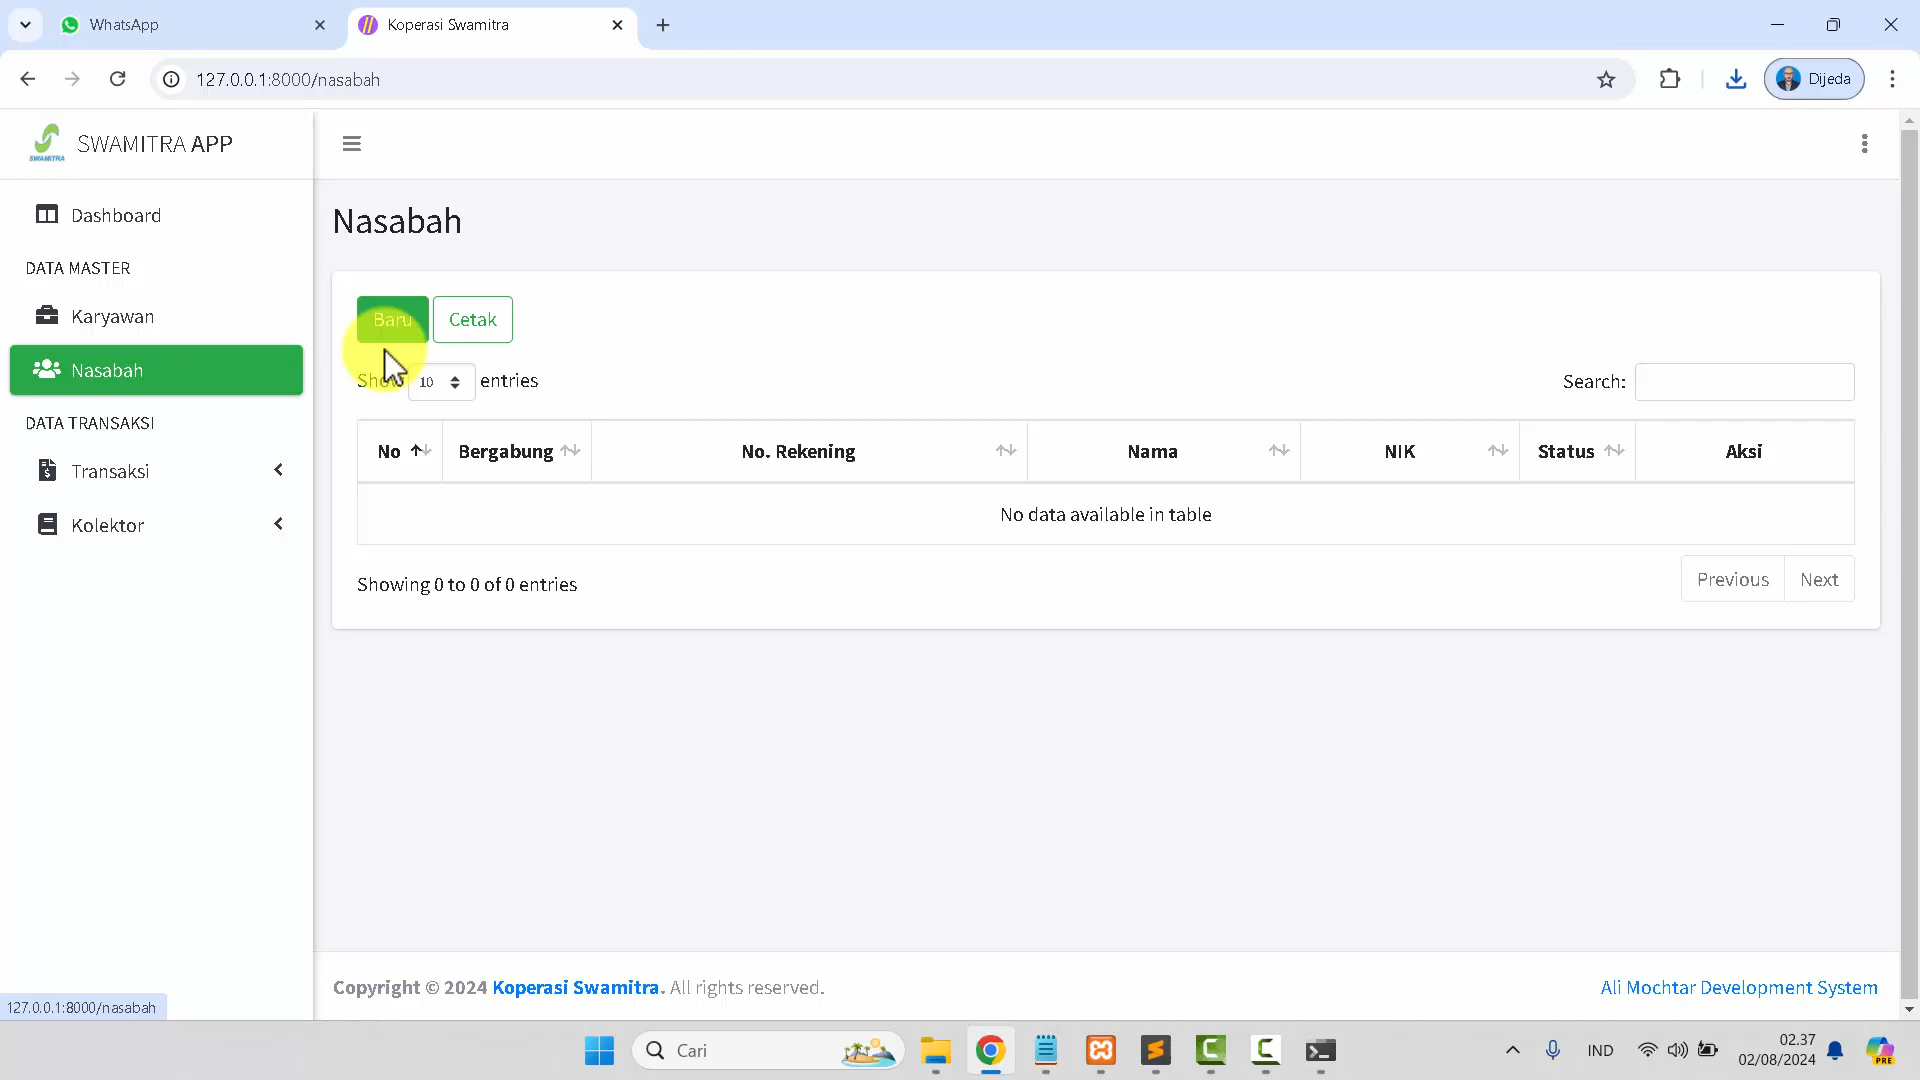 WhatsApp
Koperasi Swamitra
127.0.0.1:8000/nasabah
Dijeda
SWAMITRA
SWAMITRA APP
Dashboard
DATA MASTER
Karyawan
Nasabah
DATA TRANSAKSI
Transaksi
Kolektor
Nasabah
Baru
Cetak
Show 10 entries
Search:
No Bergabung No. Rekening Nama NIK Status Aksi
No data available in table
Showing 0 to 0 of 0 entries
Previous Next
Copyright © 2024 Koperasi Swamitra. All rights reserved.
Ali Mochtar Development System
127.0.0.1:8000/nasabah
Cari
IND
02.37
02/08/2024
PRE